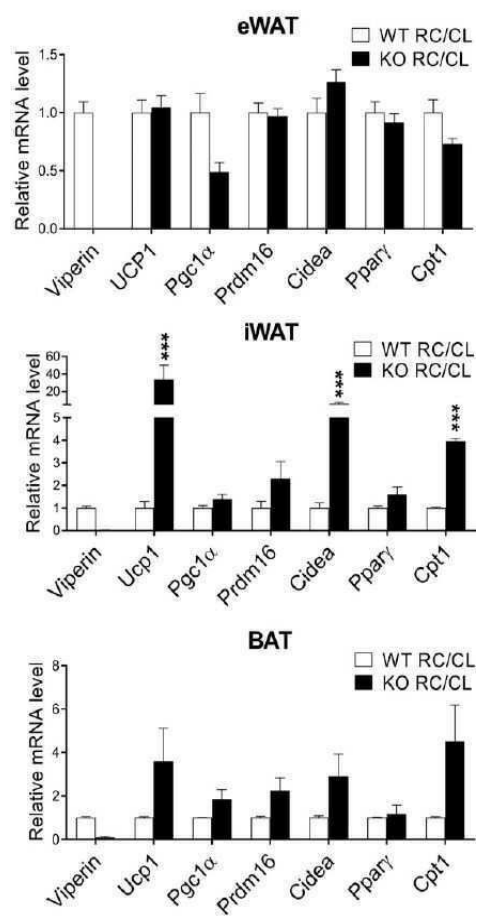 eWAT
WT RC/CL
KO RC/CL
Relative mRNA level
1.5
1.0
0.5
0.0
Viperin
UCP1
Pgc1α
Prdm16
Cidea
Pparγ
Cpt1
iWAT
WT RC/CL
KO RC/CL
Relative mRNA level
60
40
20
5
4
3
2
1
0
***
***
***
Viperin
Ucp1
Pgc1α
Prdm16
Cidea
Pparγ
Cpt1
BAT
WT RC/CL
KO RC/CL
Relative mRNA level
8
6
4
2
0
Viperin
Ucp1
Pgc1α
Prdm16
Cidea
Pparγ
Cpt1